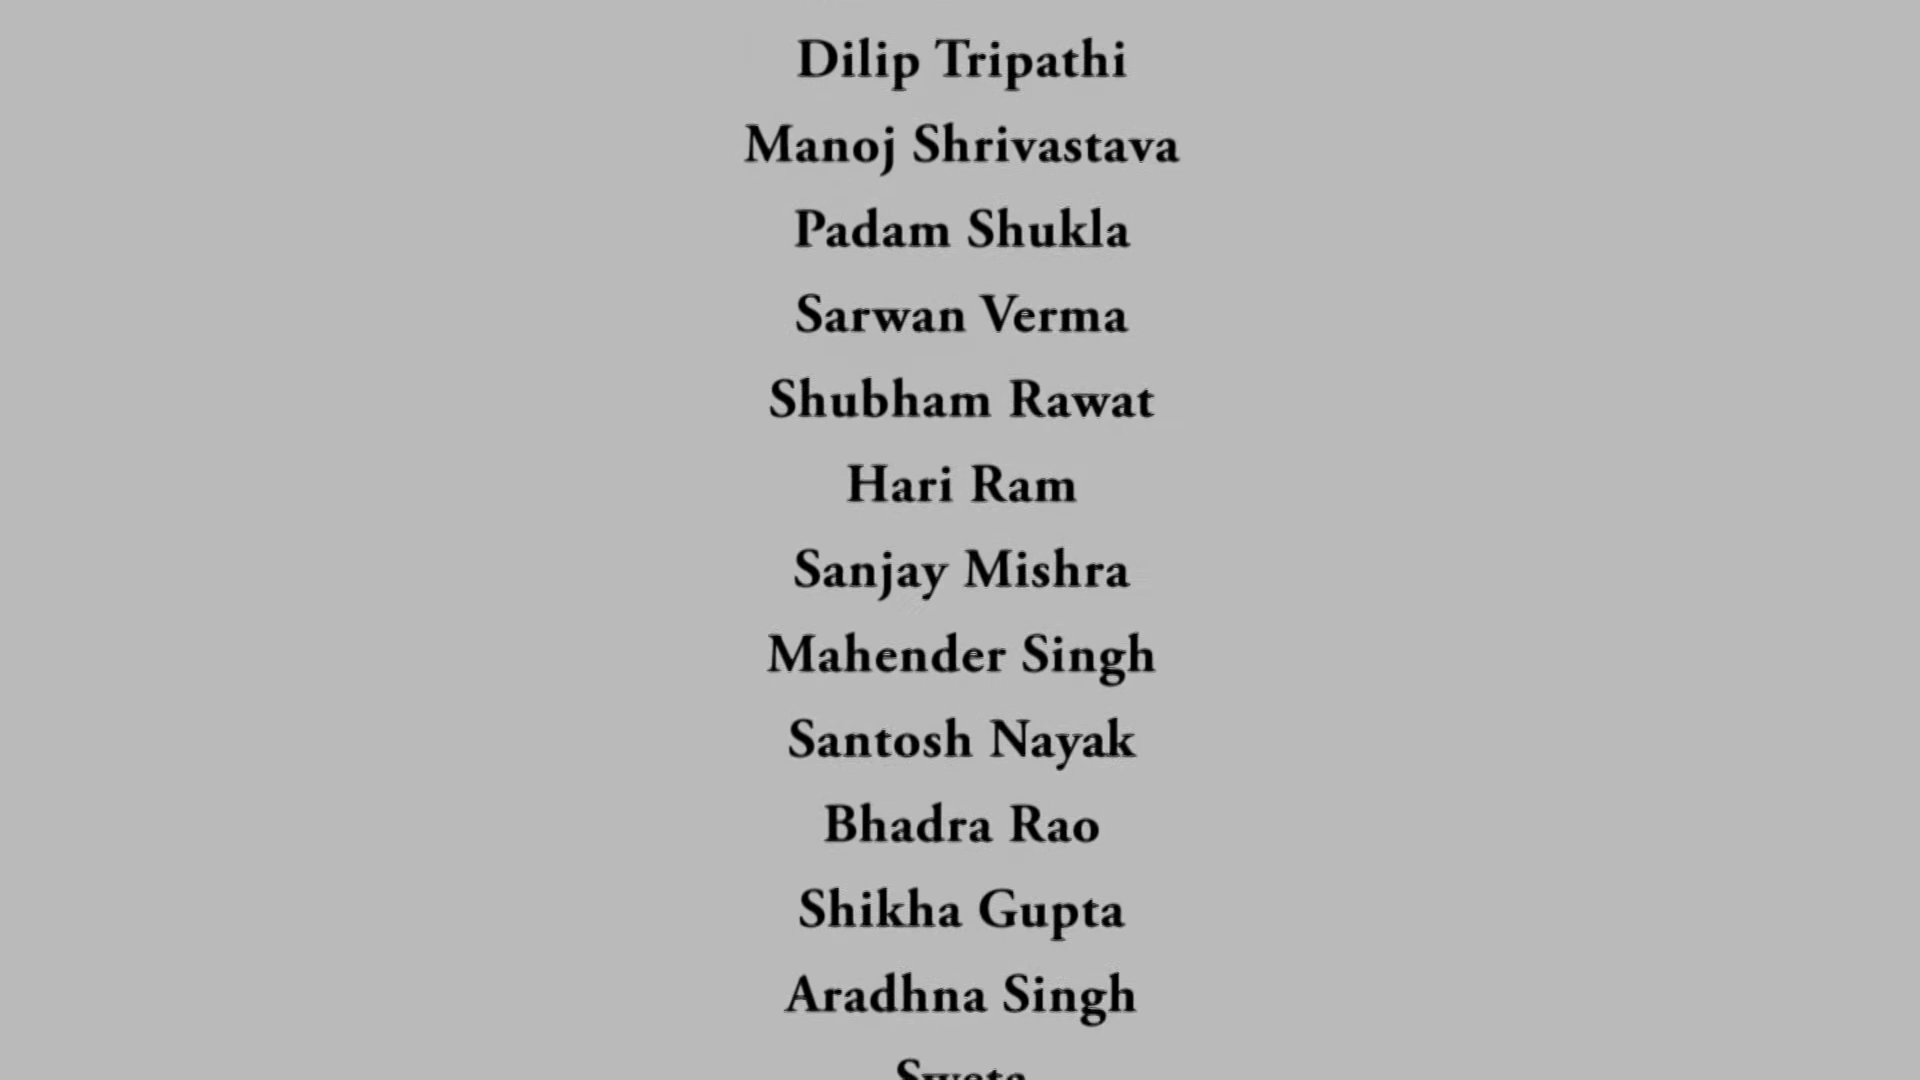 Dilip Tripathi
Manoj Shrivastava
Padam Shukla
Sarwan Verma
Shubham Rawat
Hari Ram
Sanjay Mishra
Mahender Singh
Santosh Nayak
Bhadra Rao
Shikha Gupta
Aradhna Singh
Sweta